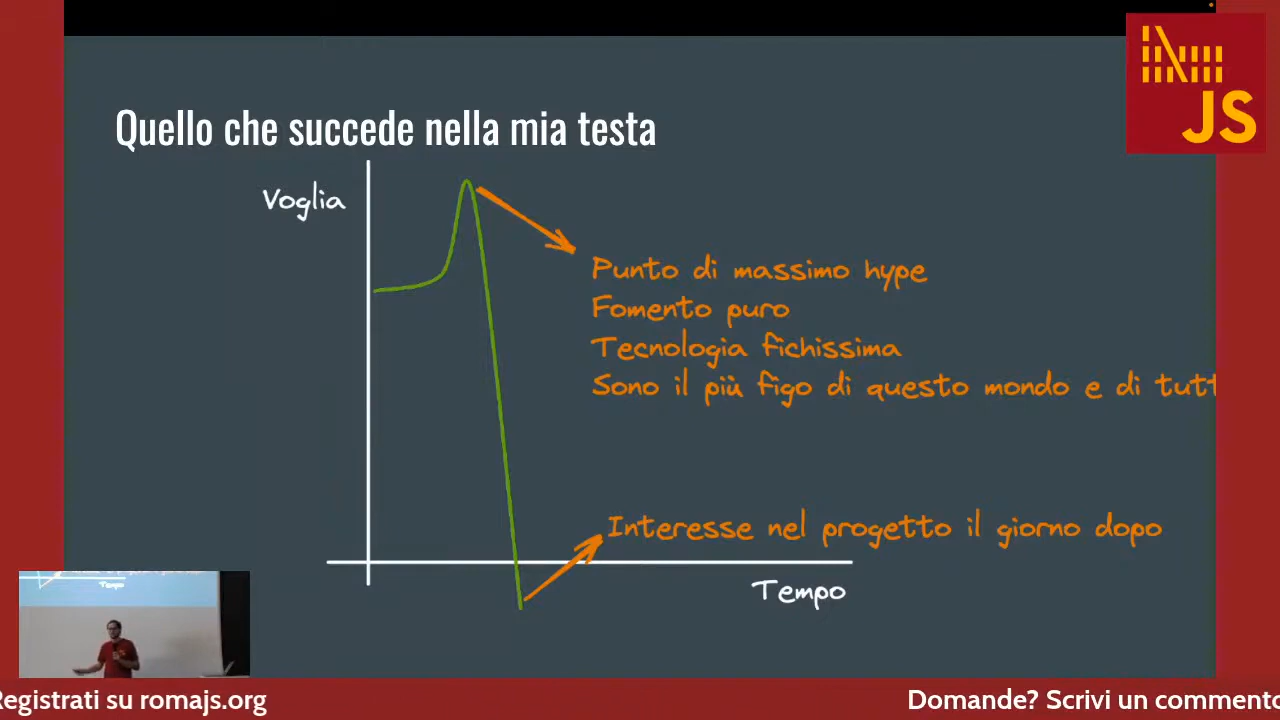 JS
Quello che succede nella mia testa
Voglia
Punto di massimo hype
Fomento puro
Tecnologia fichissima
Sono il più figo di questo mondo e di tutt
Interesse nel progetto il giorno dopo
Tempo
Tempo
Registrati su romajs.org
Domande? Scrivi un commento